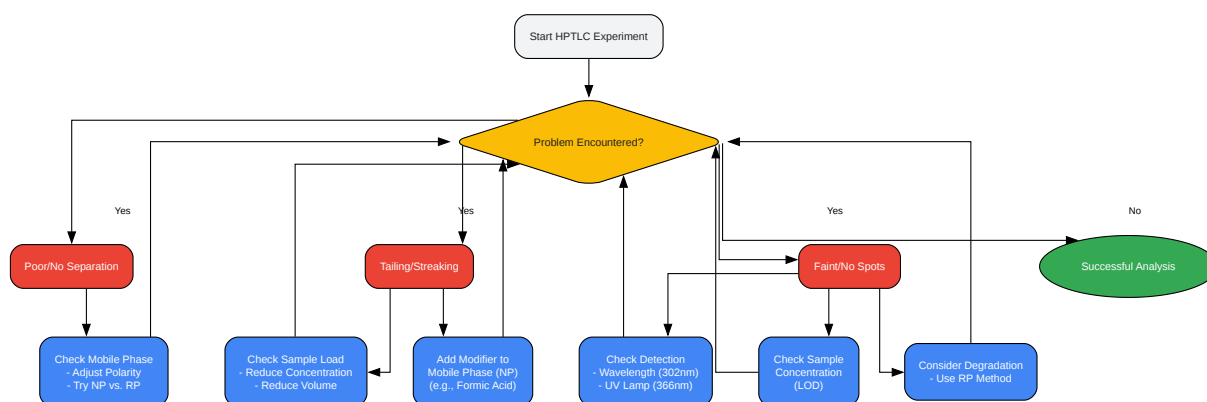 Start HPTLC Experiment
Problem Encountered?
Yes
Yes
Yes
No
Poor/No Separation
Tailing/Streaking
Faint/No Spots
Successful Analysis
Check Mobile Phase
- Adjust Polarity
- Try NP vs. RP
Check Sample Load
- Reduce Concentration
- Reduce Volume
Add Modifier to
Mobile Phase (NP)
(e.g., Formic Acid)
Check Detection
- Wavelength (302nm)
- UV Lamp (366nm)
Check Sample
Concentration
(LOD)
Consider Degradation
- Use RP Method